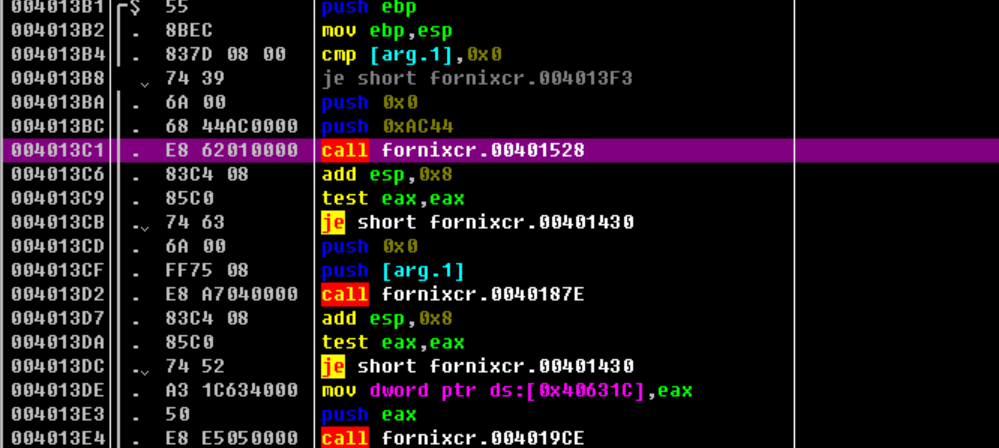 004013B1 $ 55 push ebp
004013B2 . 8BEC mov ebp,esp
004013B4 . 837D 08 00 cmp [arg.1],0x0
004013B8 . 74 39 je short fornixcr.004013F3
004013BA . 6A 00 push 0x0
004013BC . 68 44AC0000 push 0xAC44
004013C1 . E8 62010000 call fornixcr.00401528
004013C6 . 83C4 08 add esp,0x8
004013C9 . 85C0 test eax,eax
004013CB . 74 63 je short fornixcr.00401430
004013CD . 6A 00 push 0x0
004013CF . FF75 08 push [arg.1]
004013D2 . E8 A7040000 call fornixcr.0040187E
004013D7 . 83C4 08 add esp,0x8
004013DA . 85C0 test eax,eax
004013DC . 74 52 je short fornixcr.00401430
004013DE . A3 1C634000 mov dword ptr ds:[0x40631C],eax
004013E3 . 50 push eax
004013E4 . E8 E5050000 call fornixcr.004019CE